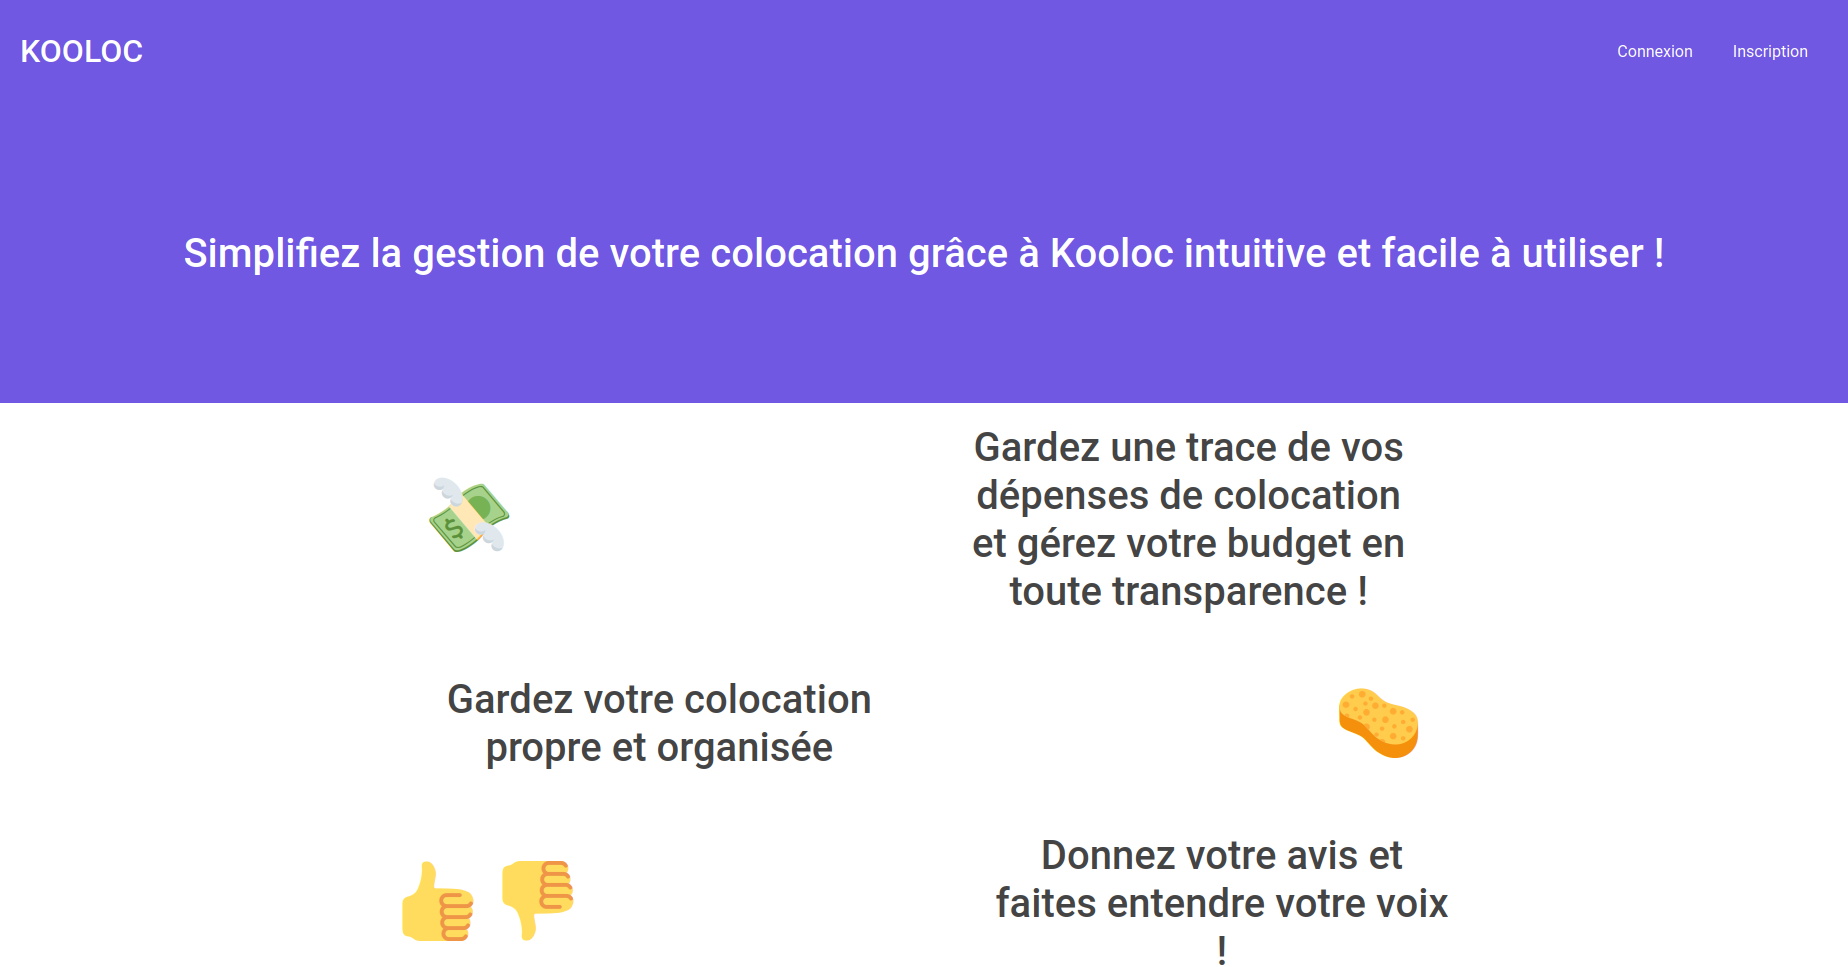 KOOLOC
Connexion
Inscription
Simplifiez la gestion de votre colocation grâce à Kooloc intuitive et facile à utiliser !
Gardez une trace de vos
dépenses de colocation
et gérez votre budget en
toute transparence !
Gardez votre colocation
propre et organisée
Donnez votre avis et
faites entendre votre voix
!